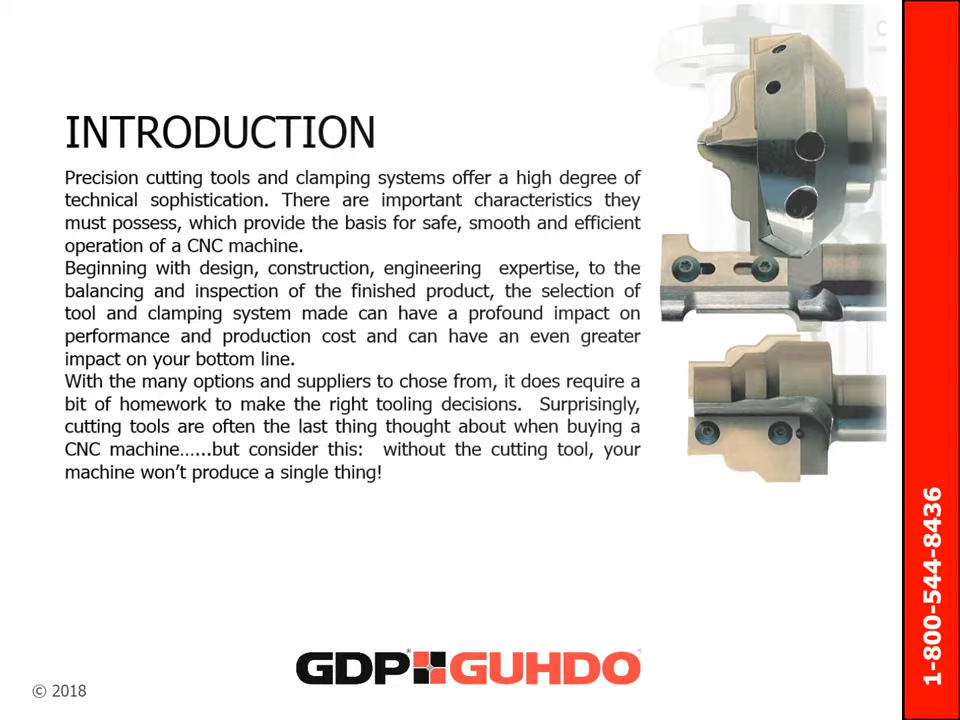 INTRODUCTION
Precision cutting tools and clamping systems offer a high degree of
technical sophistication. There are important characteristics they
must possess, which provide the basis for safe, smooth and efficient
operation of a CNC machine.
Beginning with design, construction, engineering expertise, to the
balancing and inspection of the finished product, the selection of
tool and clamping system made can have a profound impact on
performance and production cost and can have an even greater
impact on your bottom line.
With the many options and suppliers to chose from, it does require a
bit of homework to make the right tooling decisions. Surprisingly,
cutting tools are often the last thing thought about when buying a
CNC machine…...but consider this: without the cutting tool, your
machine won’t produce a single thing!
1-800-544-8436
GDP® GUHDO®
© 2018